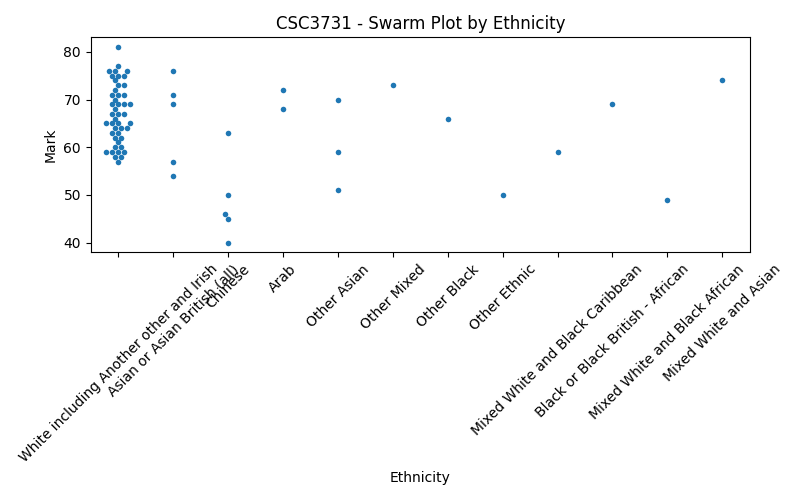 CSC3731 - Swarm Plot by Ethnicity
Mark
80
70
60
50
40
White including Another other and Irish
Asian or Asian British (all)
Chinese
Arab
Other Asian
Other Mixed
Other Black
Other Ethnic
Mixed White and Black Caribbean
Black or Black British - African
Mixed White and Black African
Mixed White and Asian
Ethnicity